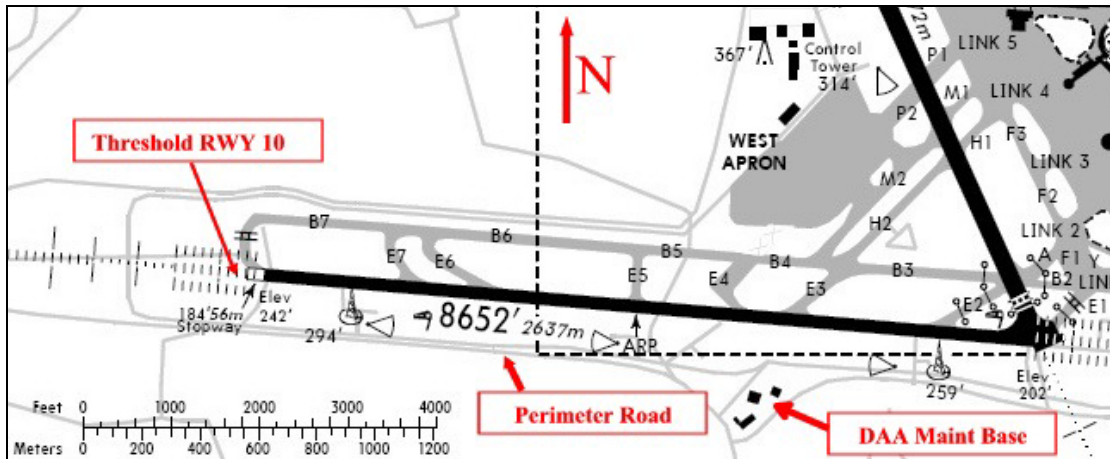 2m
367'
Control
Tower
314'
P1
LINK 5
N
M1
LINK 4
P2
H1
F3
Threshold RWY 10
WEST
APRON
M2
LINK 3
F2
H2
LINK 2
B7
B6
B5
B4
B3
A
F1 Y
B2
LIN
E7
E6
E5
E4
E3
E2
E1
184'56m
Stopway
Elev
242'
294'
8652' 2637m
ARP
259'
Elev
202'
Feet 0 1000 2000 3000 4000
Meters 0 200 400 600 800 1000 1200
Perimeter Road
DAA Maint Base